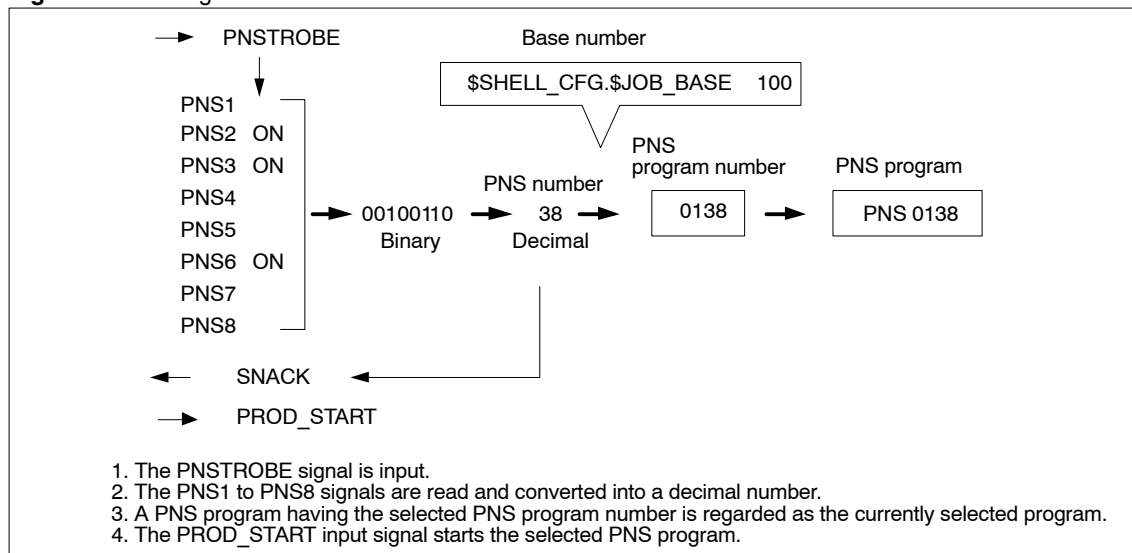 PNSTROBE
Base number
$SHELL_CFG.$JOB_BASE 100
PNS1
PNS2 ON
PNS3 ON
PNS4
PNS5
PNS6 ON
PNS7
PNS8
00100110
Binary
PNS number
38
Decimal
PNS
program number
0138
PNS program
PNS 0138
SNACK
PROD_START
1. The PNSTROBE signal is input.
2. The PNS1 to PNS8 signals are read and converted into a decimal number.
3. A PNS program having the selected PNS program number is regarded as the currently selected program.
4. The PROD_START input signal starts the selected PNS program.